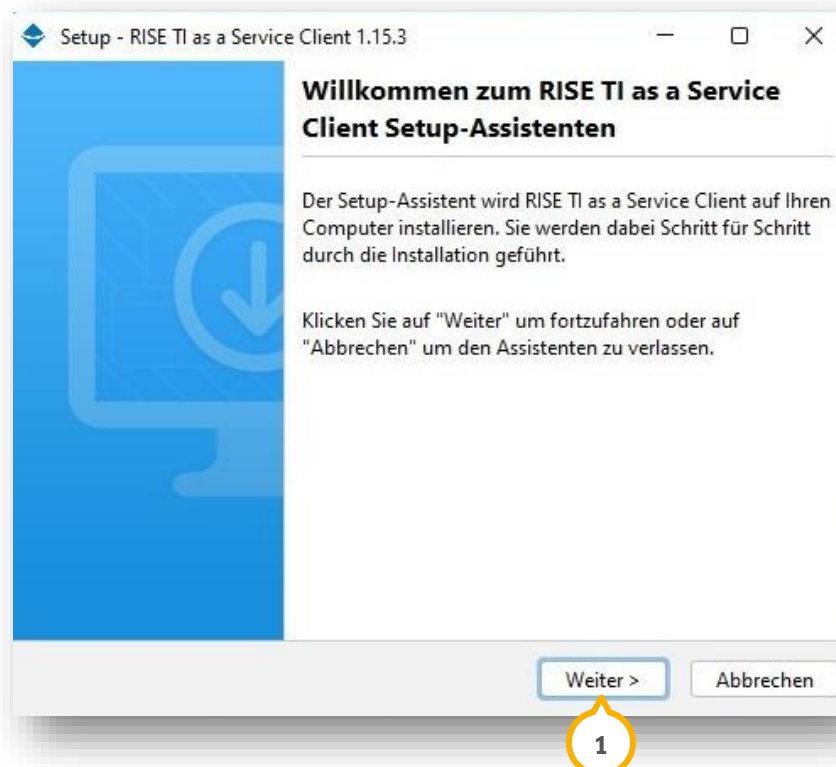 Setup - RISE TI as a Service Client 1.15.3
Willkommen zum RISE TI as a Service
Client Setup-Assistenten
Der Setup-Assistent wird RISE TI as a Service Client auf Ihren
Computer installieren. Sie werden dabei Schritt für Schritt
durch die Installation geführt.
Klicken Sie auf "Weiter" um fortzufahren oder auf
"Abbrechen" um den Assistenten zu verlassen.
Weiter > Abbrechen
1